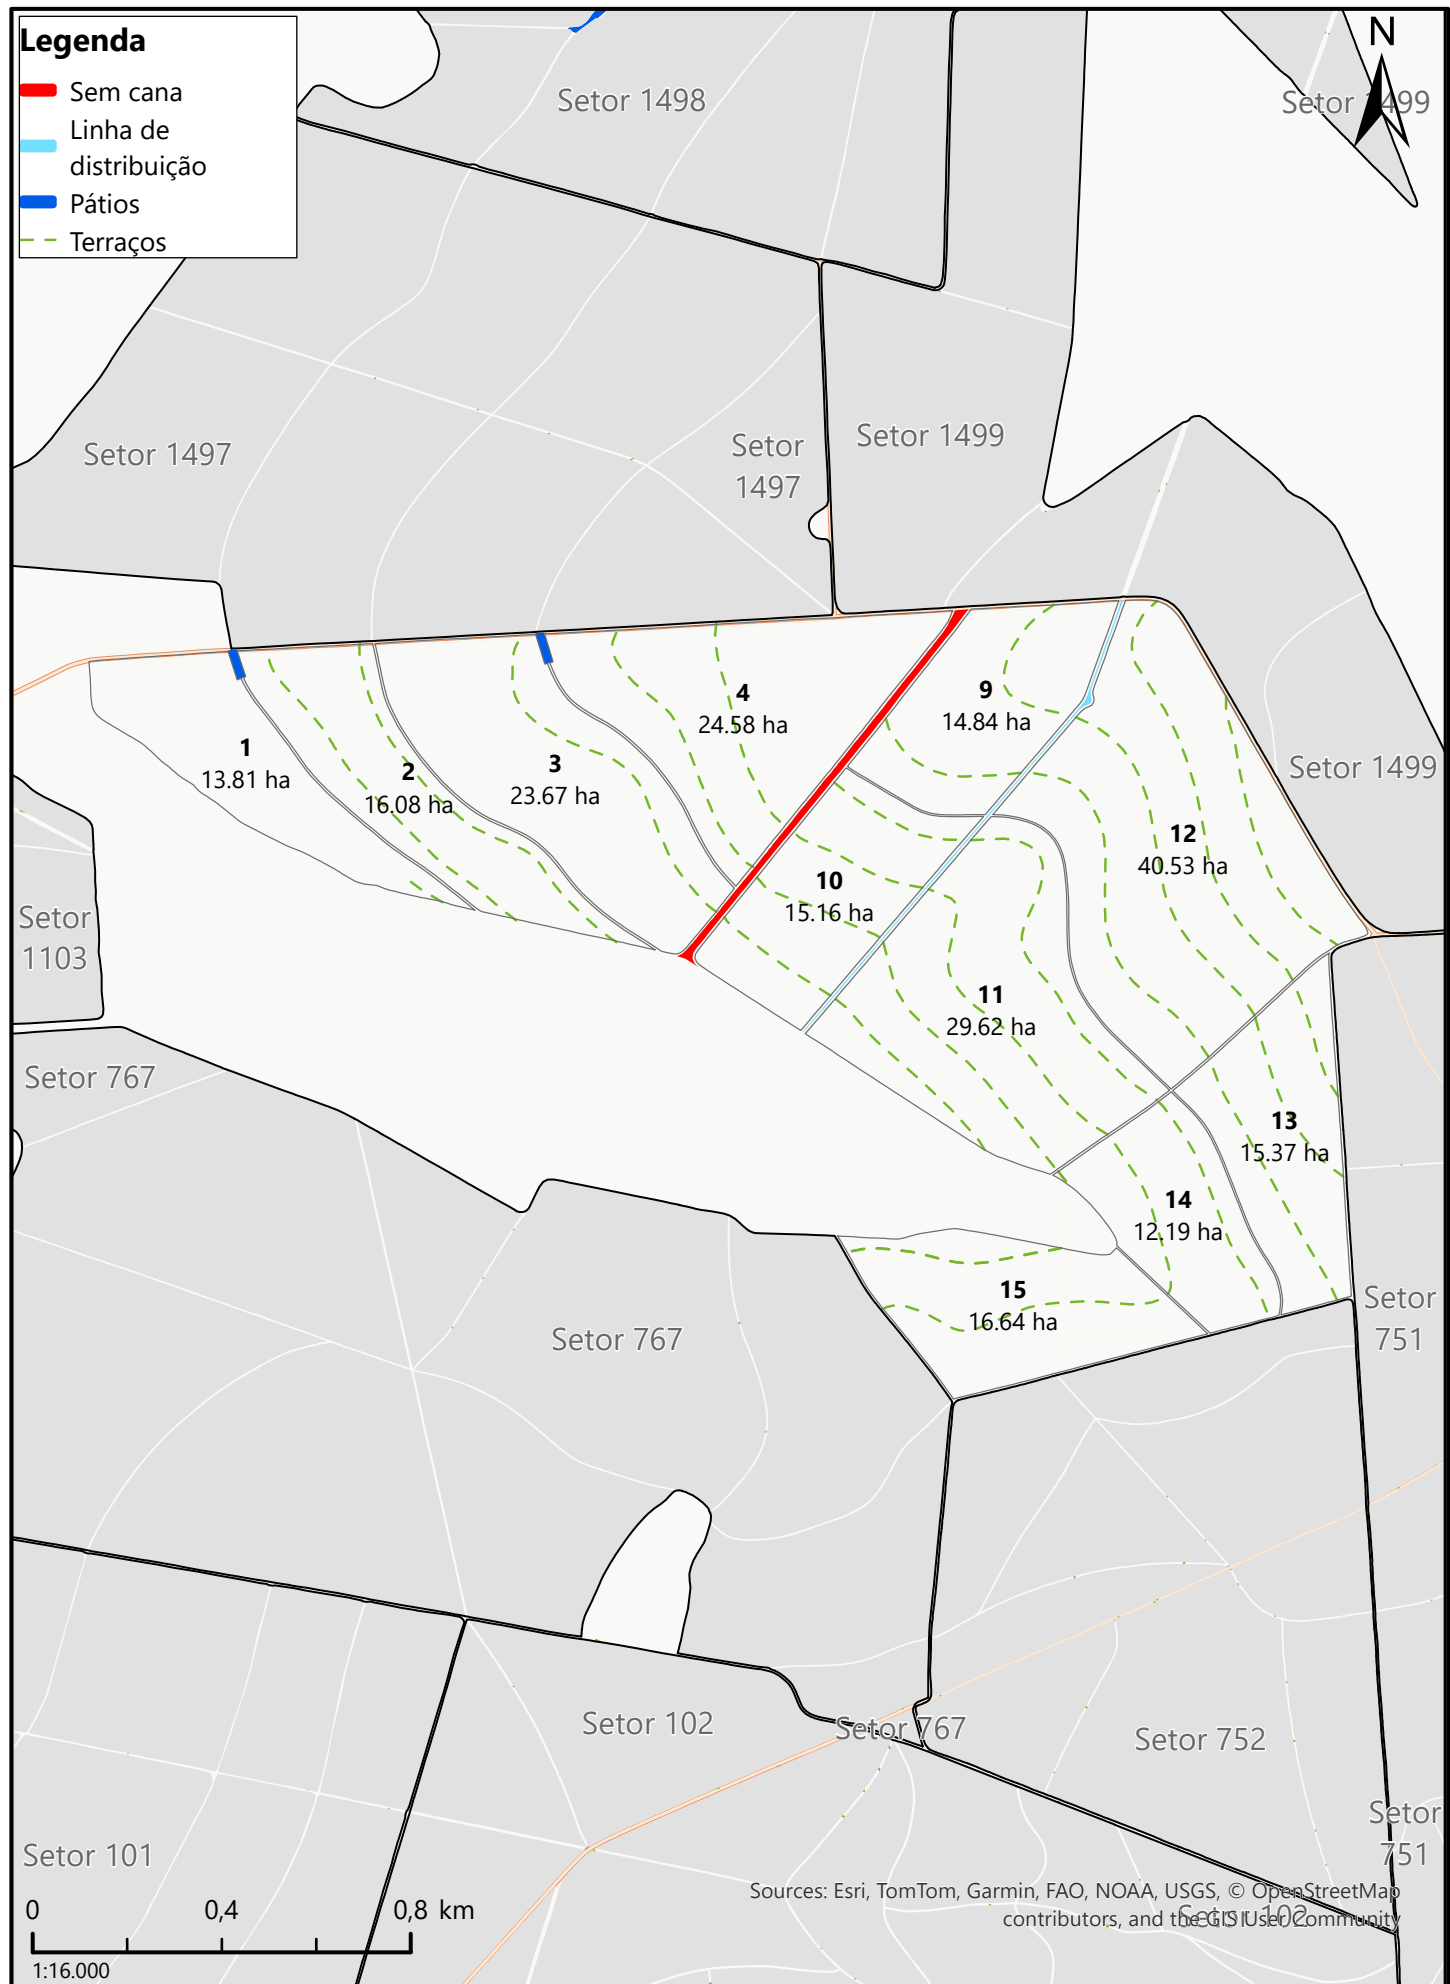 Legenda
Sem cana
Linha de
distribuição
Pátios
Terraços
N
Setor 1498
Setor 1499
Setor 1497
Setor
1497
Setor 1499
Setor 1499
1
13.81 ha
2
16.08 ha
3
23.67 ha
4
24.58 ha
9
14.84 ha
10
15.16 ha
11
29.62 ha
12
40.53 ha
13
15.37 ha
14
12.19 ha
15
16.64 ha
Setor
1103
Setor 767
Setor 767
Setor
751
Setor 102
Setor 767
Setor 752
Setor
751
Setor 101
Setor 102
0 0,4 0,8 km
1:16.000
Sources: Esri, TomTom, Garmin, FAO, NOAA, USGS, © OpenStreetMap
contributors, and the GIS User Community